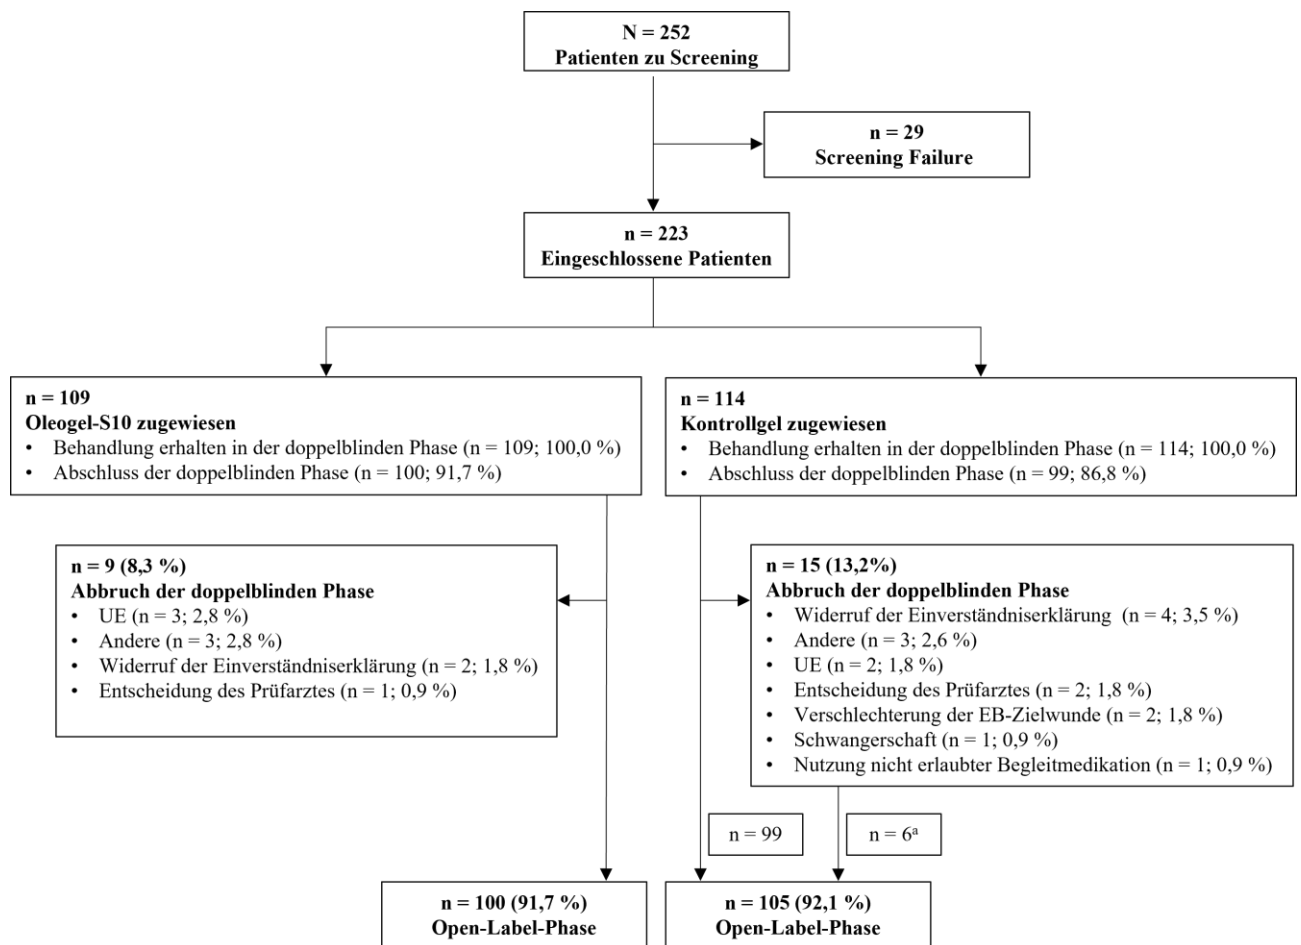 N = 252
Patienten zu Screening
n = 29
Screening Failure
n = 223
Eingeschlossene Patienten
n = 109
Oleogel-S10 zugewiesen
• Behandlung erhalten in der doppelblinden Phase (n = 109; 100,0 %)
• Abschluss der doppelblinden Phase (n = 100; 91,7 %)
n = 114
Kontrollgel zugewiesen
• Behandlung erhalten in der doppelblinden Phase (n = 114; 100,0 %)
• Abschluss der doppelblinden Phase (n = 99; 86,8 %)
n = 9 (8,3 %)
Abbruch der doppelblinden Phase
• UE (n = 3; 2,8 %)
• Andere (n = 3; 2,8 %)
• Widerruf der Einverständniserklärung (n = 2; 1,8 %)
• Entscheidung des Prüfarztes (n = 1; 0,9 %)
n = 15 (13,2%)
Abbruch der doppelblinden Phase
• Widerruf der Einverständniserklärung (n = 4; 3,5 %)
• Andere (n = 3; 2,6 %)
• UE (n = 2; 1,8 %)
• Entscheidung des Prüfarztes (n = 2; 1,8 %)
• Verschlechterung der EB-Zielwunde (n = 2; 1,8 %)
• Schwangerschaft (n = 1; 0,9 %)
• Nutzung nicht erlaubter Begleitmedikation (n = 1; 0,9 %)
n = 99
n = 6ᵃ
n = 100 (91,7 %)
Open-Label-Phase
n = 105 (92,1 %)
Open-Label-Phase